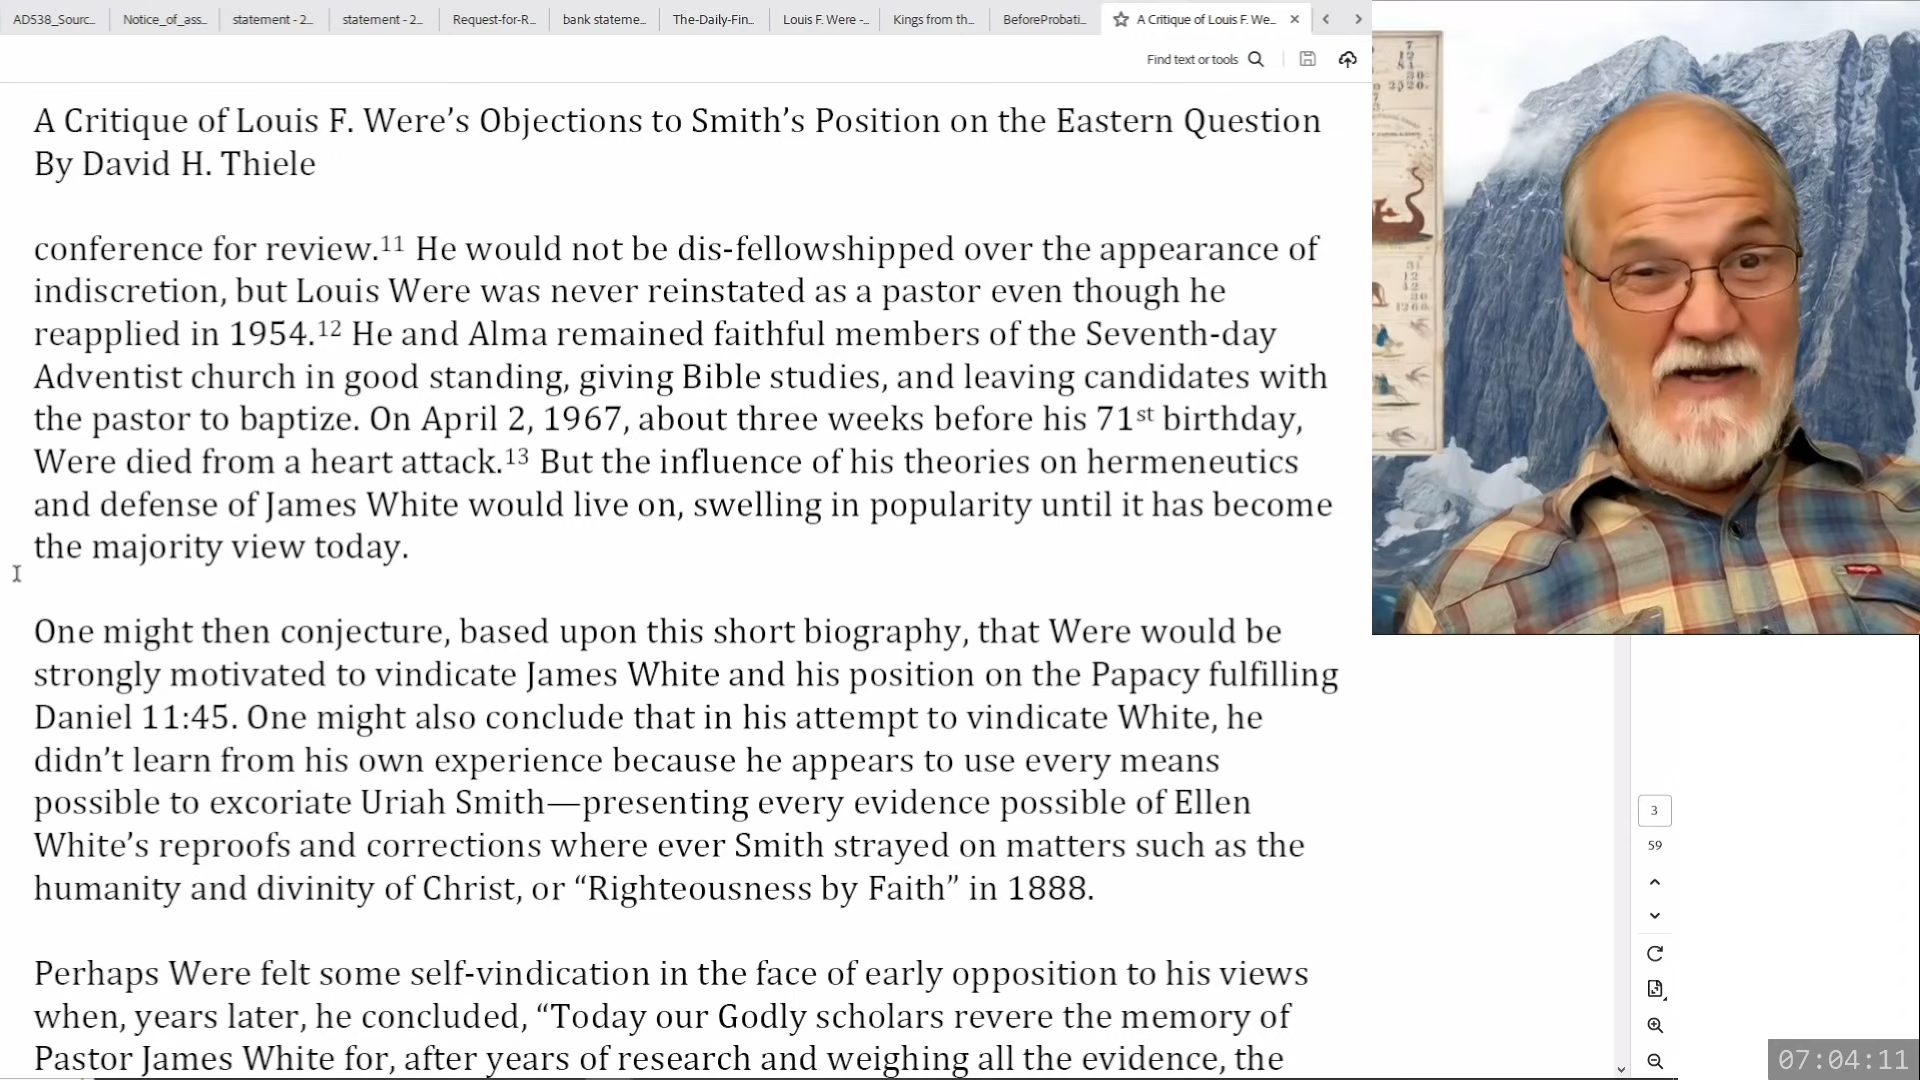 AD538_Sourc...
Notice_of_ass...
statement - 2...
statement - 2...
Request-for-R...
bank stateme...
The-Daily-Fin...
Louis F. Were -...
Kings from th...
BeforeProbati...
A Critique of Louis F. We...
Find text or tools
A Critique of Louis F. Were’s Objections to Smith’s Position on the Eastern Question
By David H. Thiele
conference for review.11 He would not be dis-fellowshipped over the appearance of
indiscretion, but Louis Were was never reinstated as a pastor even though he
reapplied in 1954.12 He and Alma remained faithful members of the Seventh-day
Adventist church in good standing, giving Bible studies, and leaving candidates with
the pastor to baptize. On April 2, 1967, about three weeks before his 71st birthday,
Were died from a heart attack.13 But the influence of his theories on hermeneutics
and defense of James White would live on, swelling in popularity until it has become
the majority view today.
One might then conjecture, based upon this short biography, that Were would be
strongly motivated to vindicate James White and his position on the Papacy fulfilling
Daniel 11:45. One might also conclude that in his attempt to vindicate White, he
didn’t learn from his own experience because he appears to use every means
possible to excoriate Uriah Smith—presenting every evidence possible of Ellen
White’s reproofs and corrections where ever Smith strayed on matters such as the
humanity and divinity of Christ, or “Righteousness by Faith” in 1888.
Perhaps Were felt some self-vindication in the face of early opposition to his views
when, years later, he concluded, “Today our Godly scholars revere the memory of
Pastor James White for, after years of research and weighing all the evidence, the
7
12
30
2520.
7
12
30
1260
3
59
07:04:11